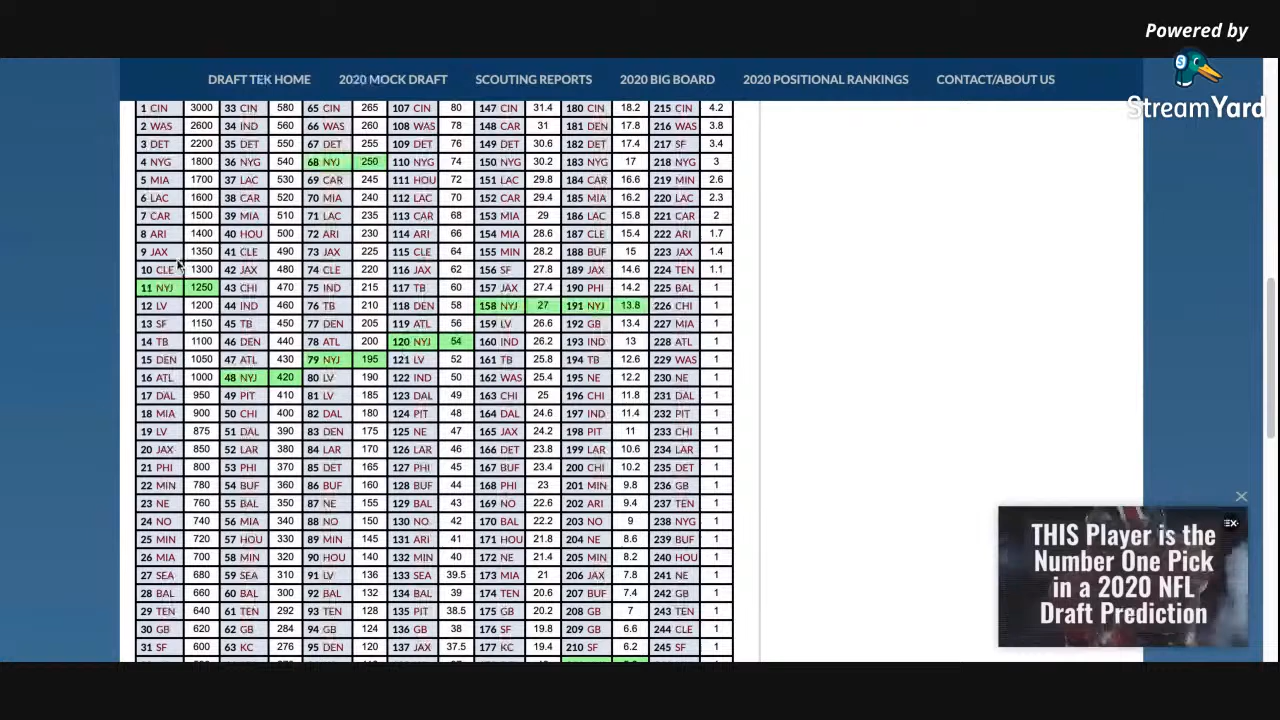 Powered by
StreamYard
DRAFT TEK HOME 2020 MOCK DRAFT SCOUTING REPORTS 2020 BIG BOARD 2020 POSITIONAL RANKINGS CONTACT/ABOUT US
1 CIN 3000 33 CIN 580 65 CIN 265 107 CIN 80 147 CIN 31.4 180 CIN 18.2 215 CIN 4.2
2 WAS 2600 34 IND 560 66 WAS 260 108 WAS 78 148 CAR 31 181 DEN 17.8 216 WAS 3.8
3 DET 2200 35 DET 550 67 DET 255 109 DET 76 149 DET 30.6 182 DET 17.4 217 SF 3.4
4 NYG 1800 36 NYG 540 68 NYJ 250 110 NYG 74 150 NYG 30.2 183 NYG 17 218 NYG 3
5 MIA 1700 37 LAC 530 69 CAR 245 111 HOU 72 151 LAC 29.8 184 CAR 16.6 219 MIN 2.6
6 LAC 1600 38 CAR 520 70 MIA 240 112 LAC 70 152 CAR 29.4 185 MIA 16.2 220 LAC 2.3
7 CAR 1500 39 MIA 510 71 LAC 235 113 CAR 68 153 MIA 29 186 LAC 15.8 221 CAR 2
8 ARI 1400 40 HOU 500 72 ARI 230 114 ARI 66 154 MIA 28.6 187 CLE 15.4 222 ARI 1.7
9 JAX 1350 41 CLE 490 73 JAX 225 115 CLE 64 155 MIN 28.2 188 BUF 15 223 JAX 1.4
10 CLE 1300 42 JAX 480 74 CLE 220 116 JAX 62 156 SF 27.8 189 JAX 14.6 224 TEN 1.1
11 NYJ 1250 43 CHI 470 75 IND 215 117 TB 60 157 JAX 27.4 190 PHI 14.2 225 BAL 1
12 LV 1200 44 IND 460 76 TB 210 118 DEN 58 158 NYJ 27 191 NYJ 13.8 226 CHI 1
13 SF 1150 45 TB 450 77 DEN 205 119 ATL 56 159 LV 26.6 192 GB 13.4 227 MIA 1
14 TB 1100 46 DEN 440 78 ATL 200 120 NYJ 54 160 IND 26.2 193 IND 13 228 ATL 1
15 DEN 1050 47 ATL 430 79 NYJ 195 121 LV 52 161 TB 25.8 194 TB 12.6 229 WAS 1
16 ATL 1000 48 NYJ 420 80 LV 190 122 IND 50 162 WAS 25.4 195 NE 12.2 230 NE 1
17 DAL 950 49 PIT 410 81 LV 185 123 DAL 49 163 CHI 25 196 CHI 11.8 231 DAL 1
18 MIA 900 50 CHI 400 82 DAL 180 124 PIT 48 164 DAL 24.6 197 IND 11.4 232 PIT 1
19 LV 875 51 DAL 390 83 DEN 175 125 NE 47 165 JAX 24.2 198 PIT 11 233 CHI 1
20 JAX 850 52 LAR 380 84 LAR 170 126 LAR 46 166 DET 23.8 199 LAR 10.6 234 LAR 1
21 PHI 800 53 PHI 370 85 DET 165 127 PHI 45 167 BUF 23.4 200 CHI 10.2 235 DET 1
22 MIN 780 54 BUF 360 86 BUF 160 128 BUF 44 168 PHI 23 201 MIN 9.8 236 GB 1
23 NE 760 55 BAL 350 87 NE 155 129 BAL 43 169 NO 22.6 202 ARI 9.4 237 TEN 1
24 NO 740 56 MIA 340 88 NO 150 130 NO 42 170 BAL 22.2 203 NO 9 238 NYG 1
25 MIN 720 57 HOU 330 89 MIN 145 131 ARI 41 171 HOU 21.8 204 NE 8.6 239 BUF 1
26 MIA 700 58 MIN 320 90 HOU 140 132 MIN 40 172 NE 21.4 205 MIN 8.2 240 HOU 1
27 SEA 680 59 SEA 310 91 LV 136 133 SEA 39.5 173 MIA 21 206 JAX 7.8 241 NE 1
28 BAL 660 60 BAL 300 92 BAL 132 134 BAL 39 174 TEN 20.6 207 BUF 7.4 242 GB 1
29 TEN 640 61 TEN 292 93 TEN 128 135 PIT 38.5 175 GB 20.2 208 GB 7 243 TEN 1
30 GB 620 62 GB 284 94 GB 124 136 GB 38 176 SF 19.8 209 GB 6.6 244 CLE 1
31 SF 600 63 KC 276 95 DEN 120 137 JAX 37.5 177 KC 19.4 210 SF 6.2 245 SF 1
THIS Player is the
Number One Pick
in a 2020 NFL
Draft Prediction